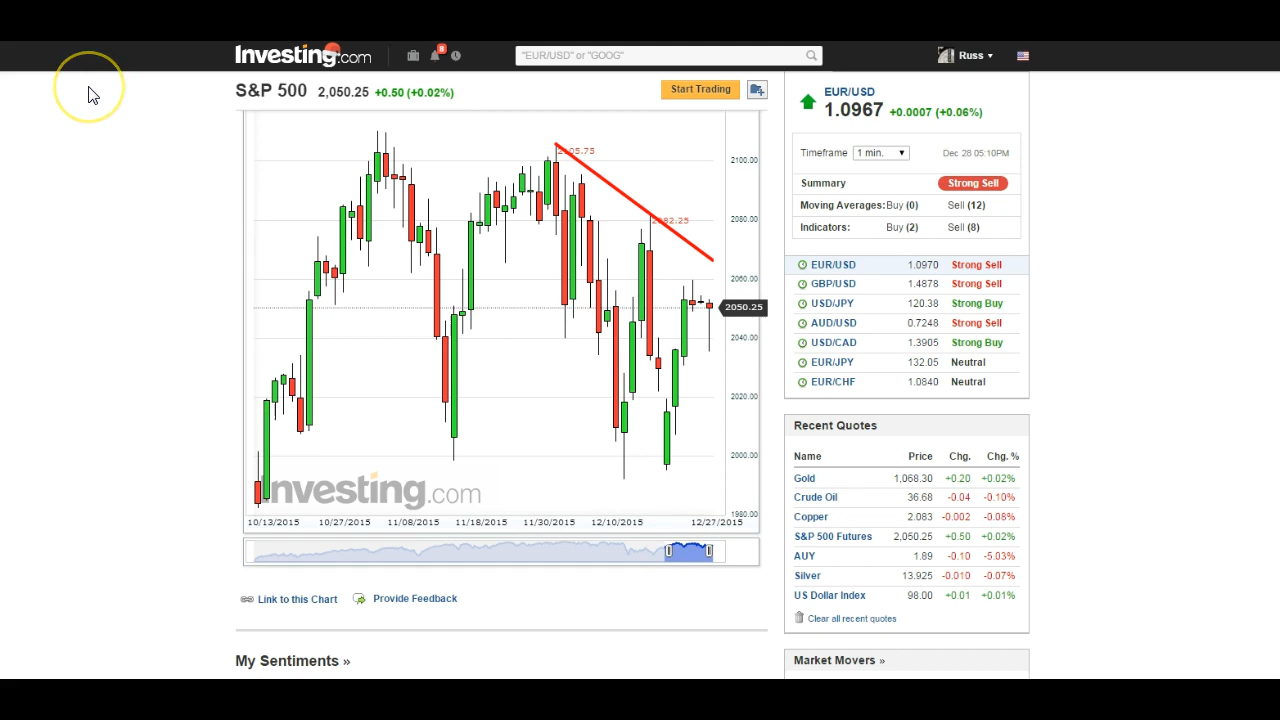 Investing.com
8
"EUR/USD" or "GOOG"
Russ
S&P 500 2,050.25 +0.50 (+0.02%)
Start Trading
2105.75
2082.25
2100.00
2080.00
2060.00
2050.25
2040.00
2020.00
2000.00
1980.00
Investing.com
10/13/2015 10/27/2015 11/08/2015 11/18/2015 11/30/2015 12/10/2015 12/27/2015
Link to this Chart Provide Feedback
My Sentiments »
EUR/USD
1.0967 +0.0007 (+0.06%)
Timeframe 1 min. Dec 28 05:10PM
Summary Strong Sell
Moving Averages: Buy (0) Sell (12)
Indicators: Buy (2) Sell (8)
EUR/USD 1.0970 Strong Sell
GBP/USD 1.4878 Strong Sell
USD/JPY 120.38 Strong Buy
AUD/USD 0.7248 Strong Sell
USD/CAD 1.3905 Strong Buy
EUR/JPY 132.05 Neutral
EUR/CHF 1.0840 Neutral
Recent Quotes
Name Price Chg. Chg. %
Gold 1,068.30 +0.20 +0.02%
Crude Oil 36.68 -0.04 -0.10%
Copper 2.083 -0.002 -0.08%
S&P 500 Futures 2,050.25 +0.50 +0.02%
AUY 1.89 -0.10 -5.03%
Silver 13.925 -0.010 -0.07%
US Dollar Index 98.00 +0.01 +0.01%
Clear all recent quotes
Market Movers »